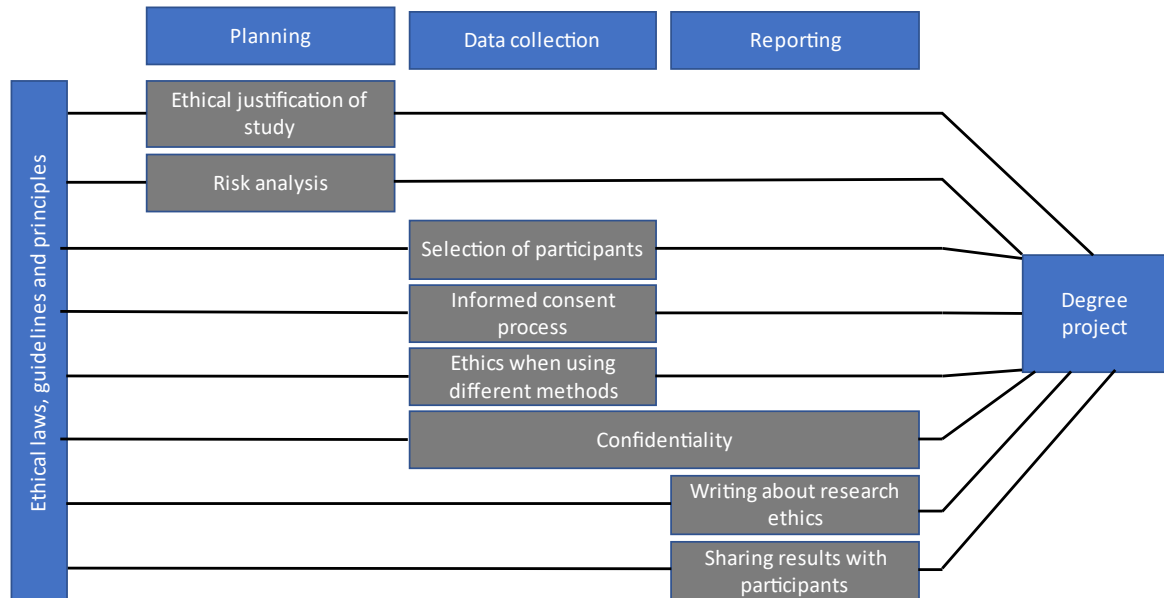 Planning
Data collection
Reporting
Ethical laws, guidelines and principles
Ethical justification of
study
Risk analysis
Selection of participants
Informed consent
process
Ethics when using
different methods
Confidentiality
Writing about research
ethics
Sharing results with
participants
Degree
project